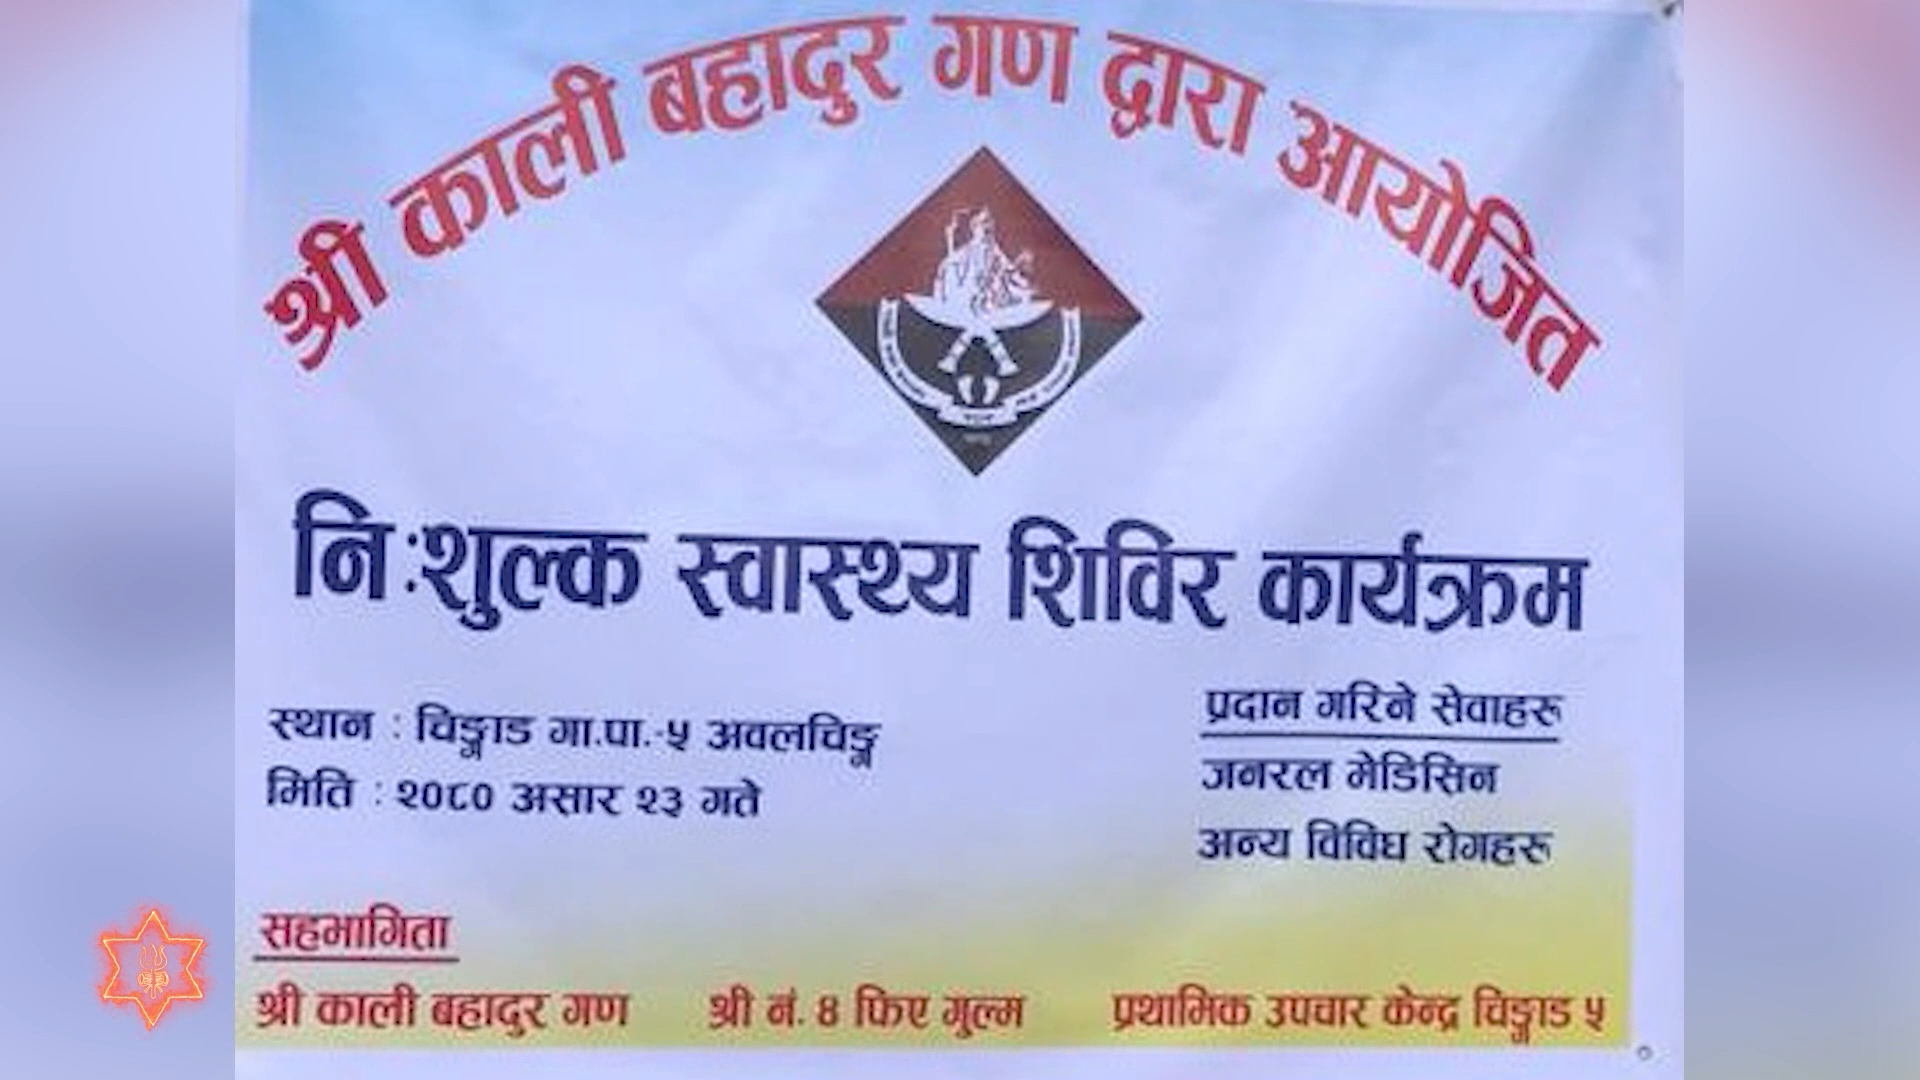 श्री काली बहादुर गण द्वारा आयोजित
नि:शुल्क स्वास्थ्य शिविर कार्यक्रम
स्थान : चिङ्गाड गा.पा.-५ अवलचिङ्ग
मिति : २०८० असार २३ गते
प्रदान गरिने सेवाहरू
जनरल मेडिसिन
अन्य विविध रोगहरू
सहभागिता
श्री काली बहादुर गण श्री नं. ४ फिए गुल्म प्रथामिक उपचार केन्द्र चिङ्गाड ५